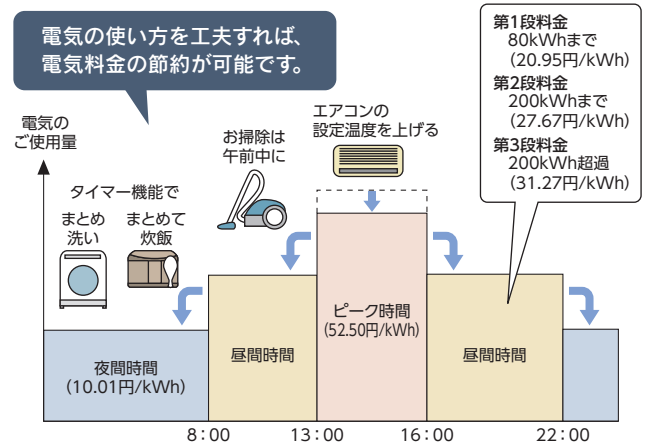 電気の使い方を工夫すれば、
電気料金の節約が可能です。
第1段料金
80kWhまで
(20.95円/kWh)
第2段料金
200kWhまで
(27.67円/kWh)
第3段料金
200kWh超過
(31.27円/kWh)
電気の
ご使用量
タイマー機能で
まとめ
洗い
まとめて
炊飯
お掃除は
午前中に
エアコンの
設定温度を上げる
夜間時間
(10.01円/kWh)
昼間時間
ピーク時間
(52.50円/kWh)
昼間時間
8:00
13:00
16:00
22:00